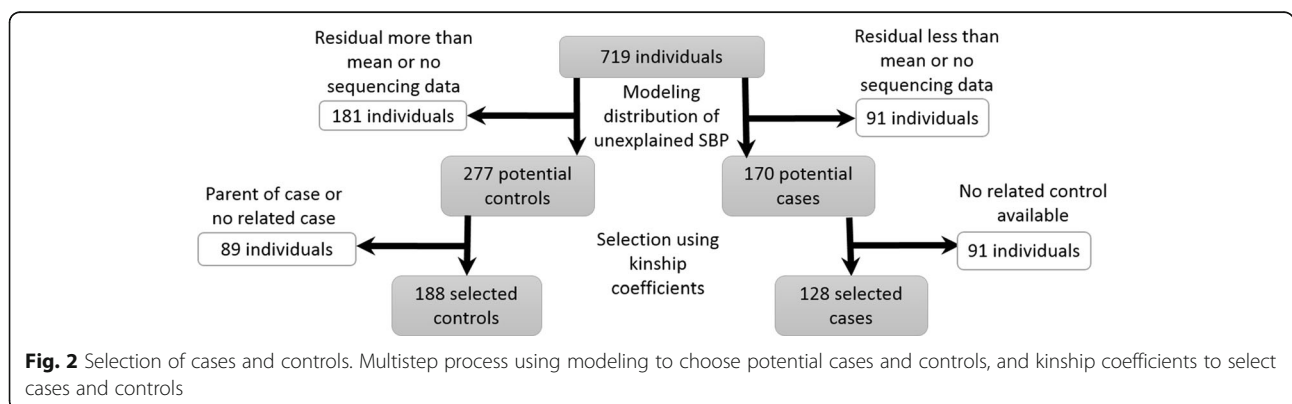 719 individuals
Residual more than
mean or no
sequencing data
181 individuals
Modeling
distribution of
unexplained SBP
Residual less than
mean or no
sequencing data
91 individuals
277 potential
controls
170 potential
cases
Parent of case or
no related case
89 individuals
Selection using
kinship
coefficients
No related control
available
91 individuals
188 selected
controls
128 selected
cases
Fig. 2 Selection of cases and controls. Multistep process using modeling to choose potential cases and controls, and kinship coefficients to select
cases and controls